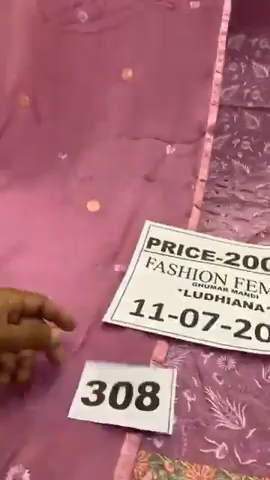 PRICE-200
FASHION FEM
GHUMAR MANDI
*LUDHIANA*
11-07-20
308